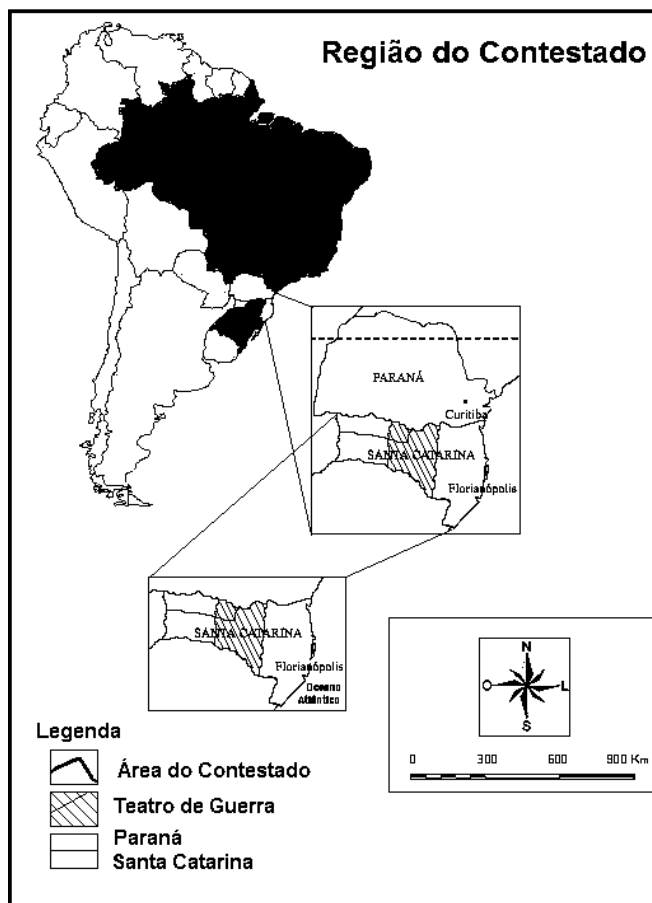 Região do Contestado
PARANÁ
Curitiba
SANTA CATARINA
Florianópolis
SANTA CATARINA
Florianópolis
Oceano
Atlântico
N
O
L
S
0 300 600 900 Km
Legenda
Área do Contestado
Teatro de Guerra
Paraná
Santa Catarina